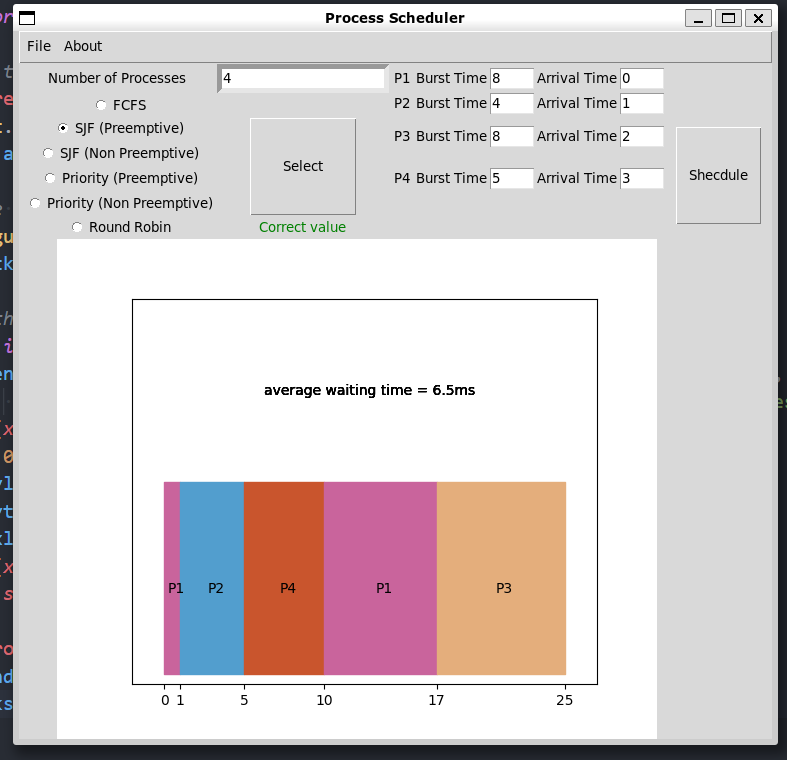 Process Scheduler
File About
Number of Processes 4
FCFS
SJF (Preemptive)
SJF (Non Preemptive)
Priority (Preemptive)
Priority (Non Preemptive)
Round Robin
Select
Correct value
P1 Burst Time 8 Arrival Time 0
P2 Burst Time 4 Arrival Time 1
P3 Burst Time 8 Arrival Time 2
P4 Burst Time 5 Arrival Time 3
Shecdule
average waiting time = 6.5ms
P1 P2 P4 P1 P3
0 1 5 10 17 25